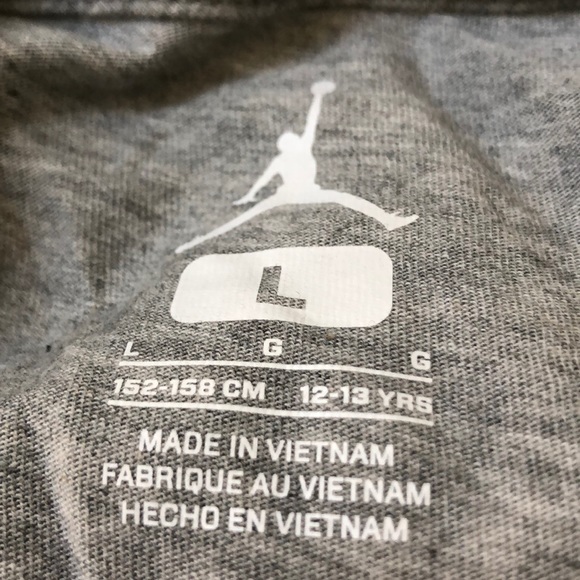 L
L G G
152-158 CM 12-13 YRS
MADE IN VIETNAM
FABRIQUE AU VIETNAM
HECHO EN VIETNAM